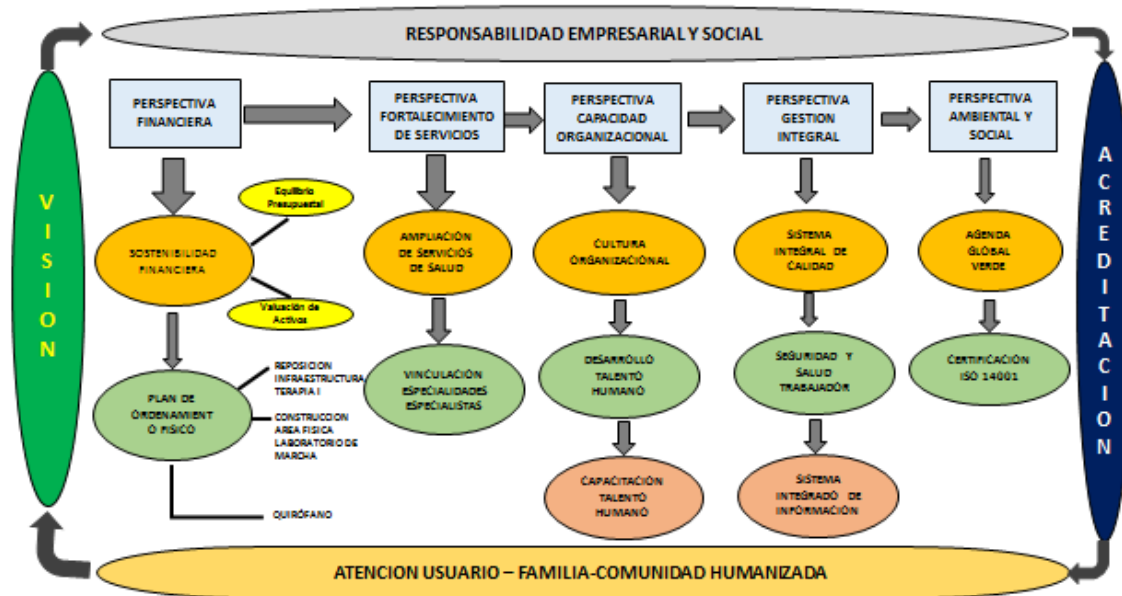 RESPONSABILIDAD EMPRESARIAL Y SOCIAL
VISION
PERSPECTIVA
FINANCIERA
PERSPECTIVA
FORTALECIMIENTO
DE SERVICIOS
PERSPECTIVA
CAPACIDAD
ORGANIZACIONAL
PERSPECTIVA
GESTION
INTEGRAL
PERSPECTIVA
AMBIENTAL Y
SOCIAL
ACREDITACION
Equilibrio
Presupuestal
SOSTENIBILIDAD
FINANCIERA
Valuación de
Activos
AMPLIACIÓN
DE SERVICIOS
DE SALUD
CULTURA
ORGANIZACIONAL
SISTEMA
INTEGRAL DE
CALIDAD
AGENDA
GLOBAL
VERDE
PLAN DE
ORDENAMIENT
O FISICO
REPOSICION
INFRAESTRUCTURA
TERAPIA I
CONSTRUCCION
AREA FISICA
LABORATORIO DE
MARCHA
QUIRÓFANO
VINCULACIÓN
ESPECIALIDADES
ESPECIALISTAS
DESARROLLO
TALENTO
HUMANO
SEGURIDAD Y
SALUD
TRABAJADOR
CERTIFICACIÓN
ISO 14001
CAPACITACIÓN
TALENTO
HUMANO
SISTEMA
INTEGRADO DE
INFORMACIÓN
ATENCION USUARIO – FAMILIA-COMUNIDAD HUMANIZADA